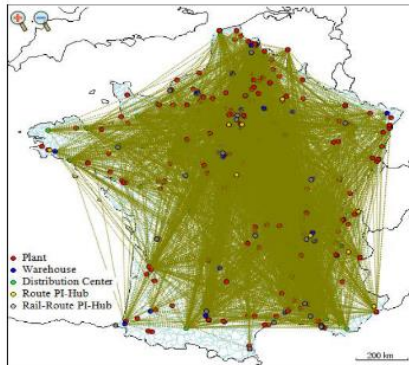 Plant
Warehouse
Distribution Center
Route PI-Hub
Rail-Route PI-Hub
200 km